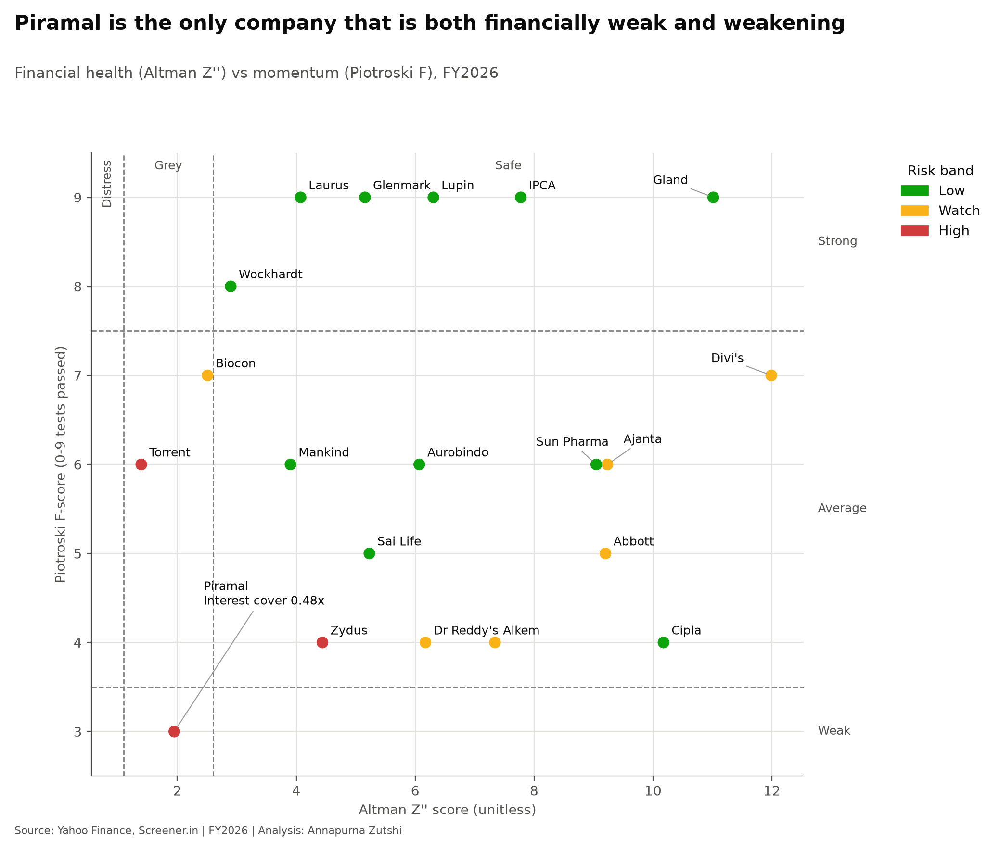 Piramal is the only company that is both financially weak and weakening
Financial health (Altman Z'') vs momentum (Piotroski F), FY2026
Distress
Grey
Safe
Laurus
Glenmark
Lupin
IPCA
Gland
Risk band
Low
Watch
High
9
Strong
Wockhardt
8
Biocon
Divi's
7
Sun Pharma
Ajanta
Torrent
Mankind
Aurobindo
6
Average
Sai Life
Abbott
5
Piramal
Interest cover 0.48x
Zydus
Dr Reddy's
Alkem
Cipla
4
3
Weak
Piotroski F-score (0-9 tests passed)
2
4
6
8
10
12
Altman Z'' score (unitless)
Source: Yahoo Finance, Screener.in | FY2026 | Analysis: Annapurna Zutshi